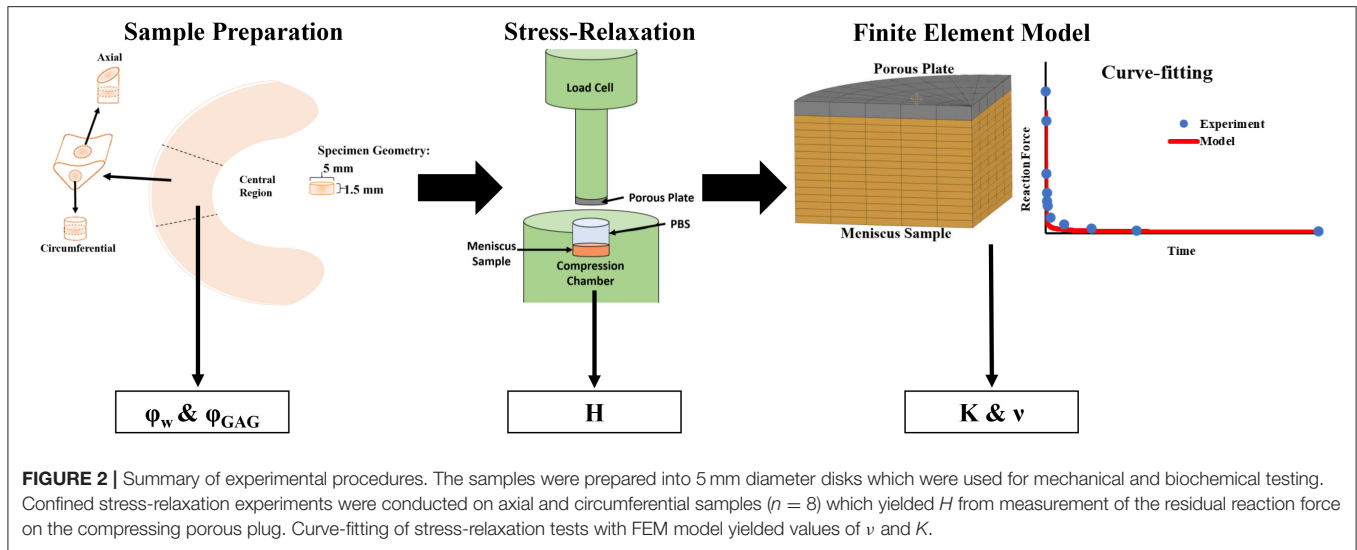 Sample Preparation
Axial
Circumferential
Central
Region
Specimen Geometry:
5 mm
1.5 mm
φw & φGAG
Stress-Relaxation
Load Cell
Porous Plate
PBS
Meniscus
Sample
Compression
Chamber
H
Finite Element Model
Porous Plate
Meniscus Sample
Curve-fitting
Reaction Force
Experiment
Model
Time
K & ν
FIGURE 2 | Summary of experimental procedures. The samples were prepared into 5 mm diameter disks which were used for mechanical and biochemical testing.
Confined stress-relaxation experiments were conducted on axial and circumferential samples (n = 8) which yielded H from measurement of the residual reaction force
on the compressing porous plug. Curve-fitting of stress-relaxation tests with FEM model yielded values of ν and K.